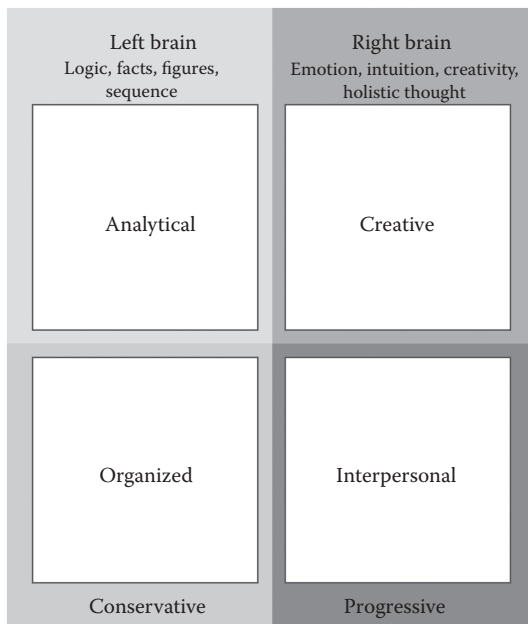 Left brain
Logic, facts, figures,
sequence
Right brain
Emotion, intuition, creativity,
holistic thought
Analytical
Creative
Organized
Interpersonal
Conservative
Progressive